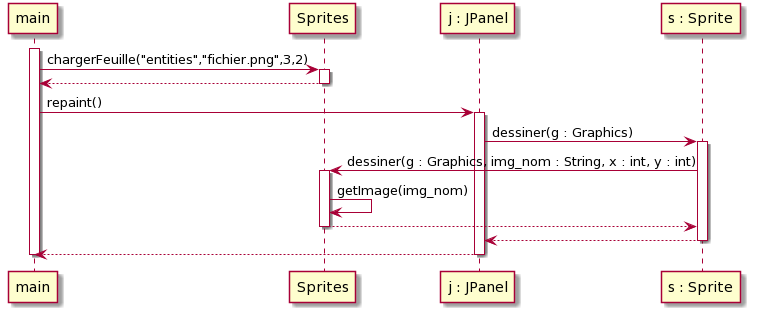 main
Sprites
j : JPanel
s : Sprite
chargerFeuille("entities","fichier.png",3,2)
repaint()
dessiner(g : Graphics)
dessiner(g : Graphics, img_nom : String, x : int, y : int)
getImage(img_nom)
main
Sprites
j : JPanel
s : Sprite